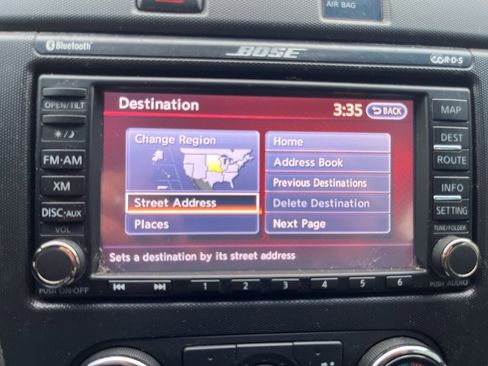 AIR BAG
Bluetooth
BOSE
R·D·S
OPEN/TILT
FM·AM
XM
DISC·AUX
VOL
PUSH ON·OFF
Destination
3:35
BACK
Change Region
Street Address
Places
Home
Address Book
Previous Destinations
Delete Destination
Next Page
Sets a destination by its street address
MAP
DEST
ROUTE
INFO
SETTING
TUNE/FOLDER
PUSH AUDIO
1 2 3 4 5 6